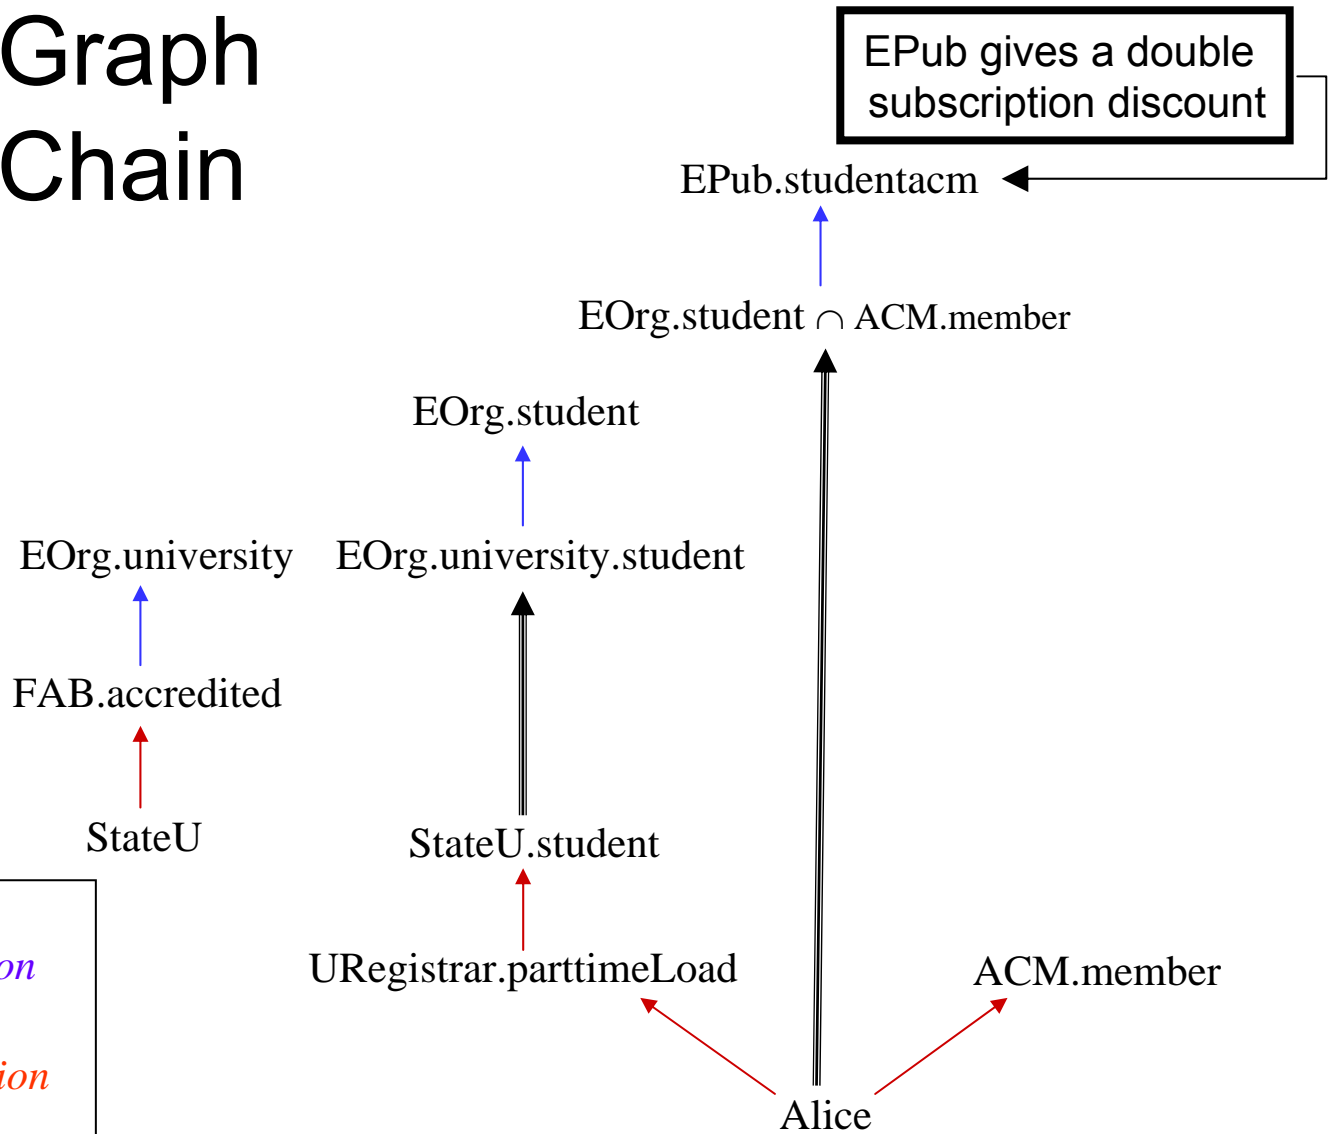 Graph
Chain
EPub gives a double
subscription discount
EPub.studentacm
EOrg.student ∩ ACM.member
EOrg.student
EOrg.university
EOrg.university.student
FAB.accredited
StateU
StateU.student
on
URegistrar.parttimeLoad
ACM.member
ion
Alice